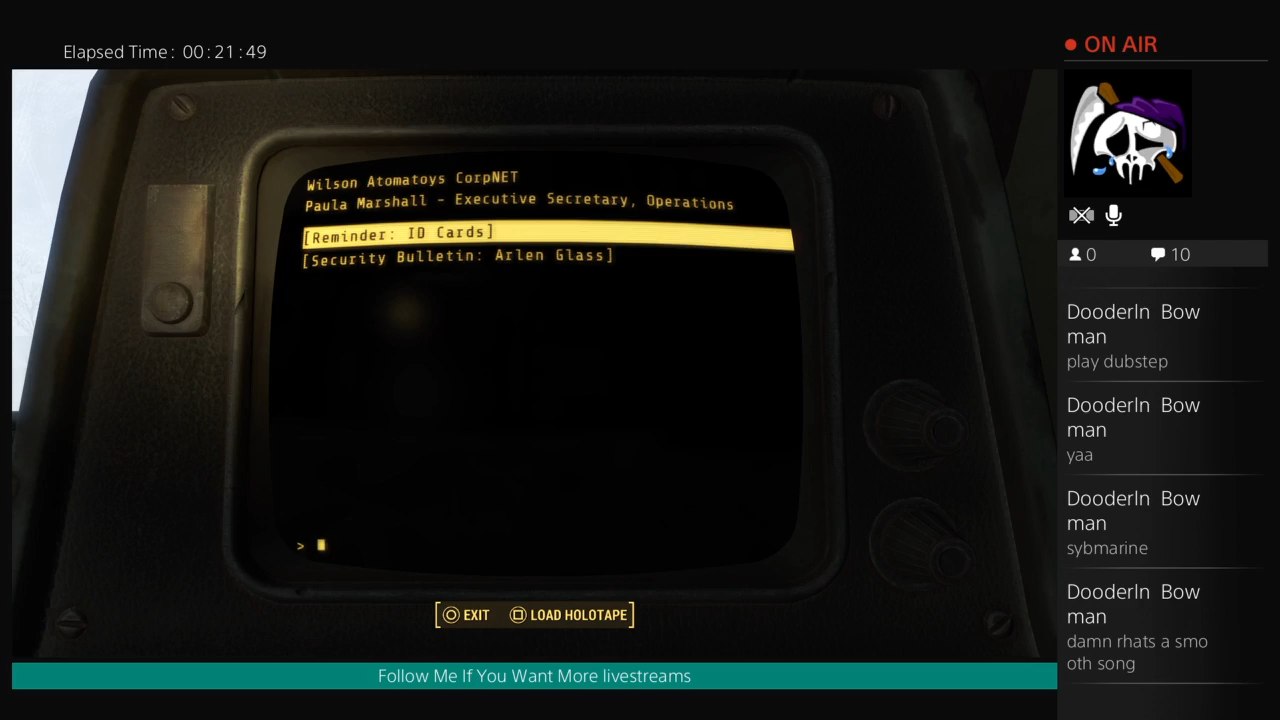 Elapsed Time: 00:21:49
ON AIR
Wilson Atomatoys CorpNET
Paula Marshall - Executive Secretary, Operations
[Reminder: ID Cards]
[Security Bulletin: Arlen Glass]
>
EXIT
LOAD HOLOTAPE
Follow Me If You Want More livestreams
0
10
DooderIn Bow
man
play dubstep
DooderIn Bow
man
yaa
DooderIn Bow
man
sybmarine
DooderIn Bow
man
damn rhats a smo
oth song